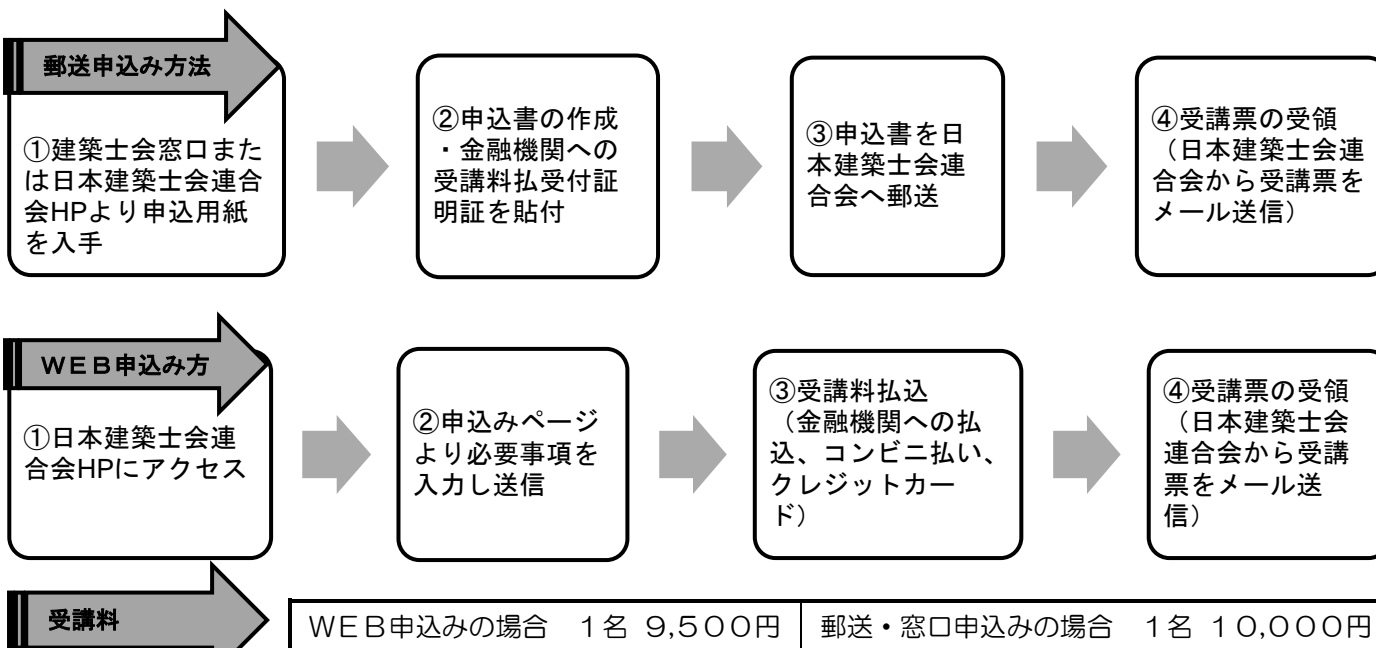 郵送申込み方法
①建築士会窓口また
は日本建築士会連合
会HPより申込用紙
を入手
②申込書の作成
・金融機関への
受講料払受付証
明証を貼付
③申込書を日
本建築士会連
合会へ郵送
④受講票の受領
（日本建築士会連
合会から受講票を
メール送信）
ＷＥＢ申込み方
①日本建築士会連
合会HPにアクセス
②申込みページ
より必要事項を
入力し送信
③受講料払込
（金融機関への払
込、コンビニ払い、
クレジットカー
ド）
④受講票の受領
（日本建築士会
連合会から受講
票をメール送
信）
受講料
ＷＥＢ申込みの場合　１名 ９,５００円
郵送・窓口申込みの場合　１名 １０,０００円